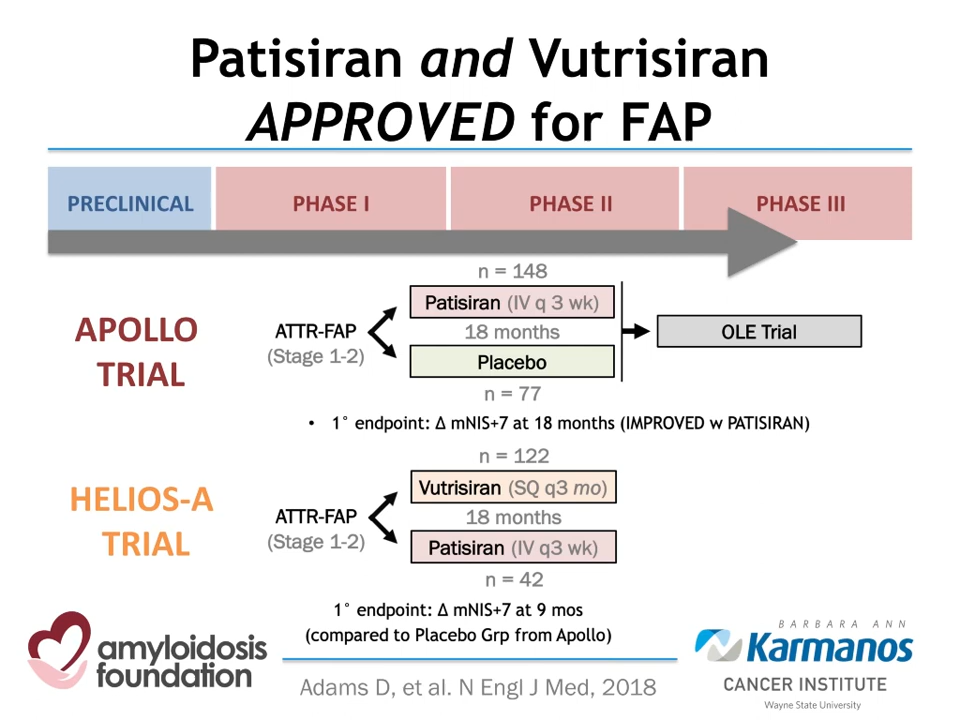 Patisiran and Vutrisiran
APPROVED for FAP
PRECLINICAL
PHASE I
PHASE II
PHASE III
APOLLO
TRIAL
ATTR-FAP
(Stage 1-2)
n = 148
Patisiran (IV q 3 wk)
18 months
Placebo
n = 77
OLE Trial
• 1° endpoint: Δ mNIS+7 at 18 months (IMPROVED w PATISIRAN)
HELIOS-A
TRIAL
ATTR-FAP
(Stage 1-2)
n = 122
Vutrisiran (SQ q3 mo)
18 months
Patisiran (IV q3 wk)
n = 42
1° endpoint: Δ mNIS+7 at 9 mos
(compared to Placebo Grp from Apollo)
amyloidosis
foundation
Adams D, et al. N Engl J Med, 2018
BARBARA ANN
Karmanos
CANCER INSTITUTE
Wayne State University